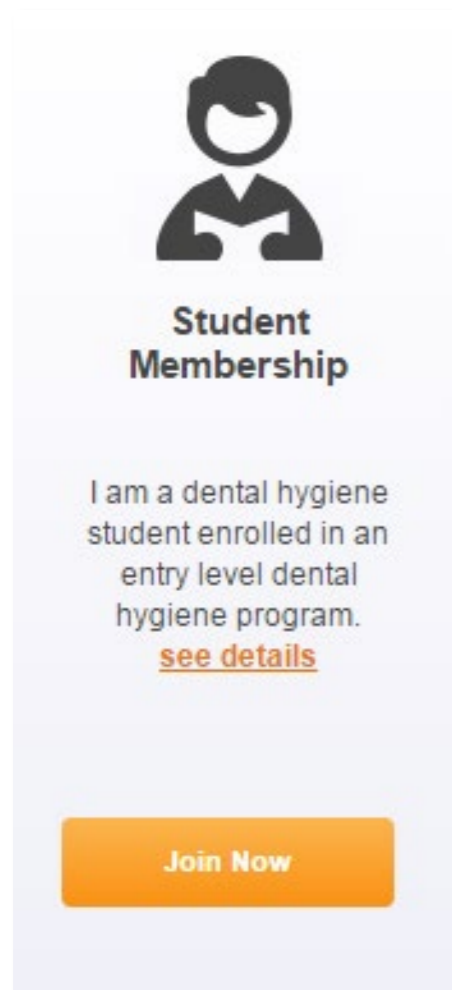 Student
Membership
I am a dental hygiene
student enrolled in an
entry level dental
hygiene program.
see details
Join Now